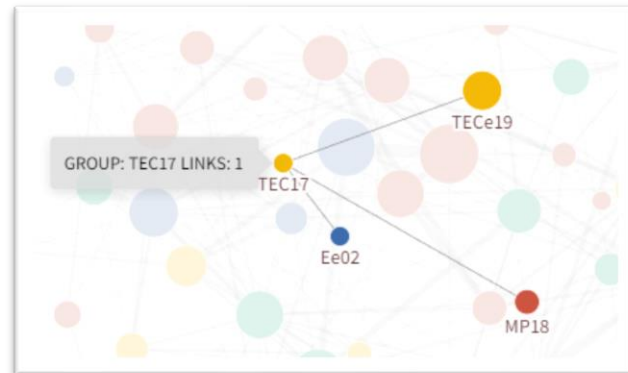 TECe19
GROUP: TEC17 LINKS: 1
TEC17
Ee02
MP18